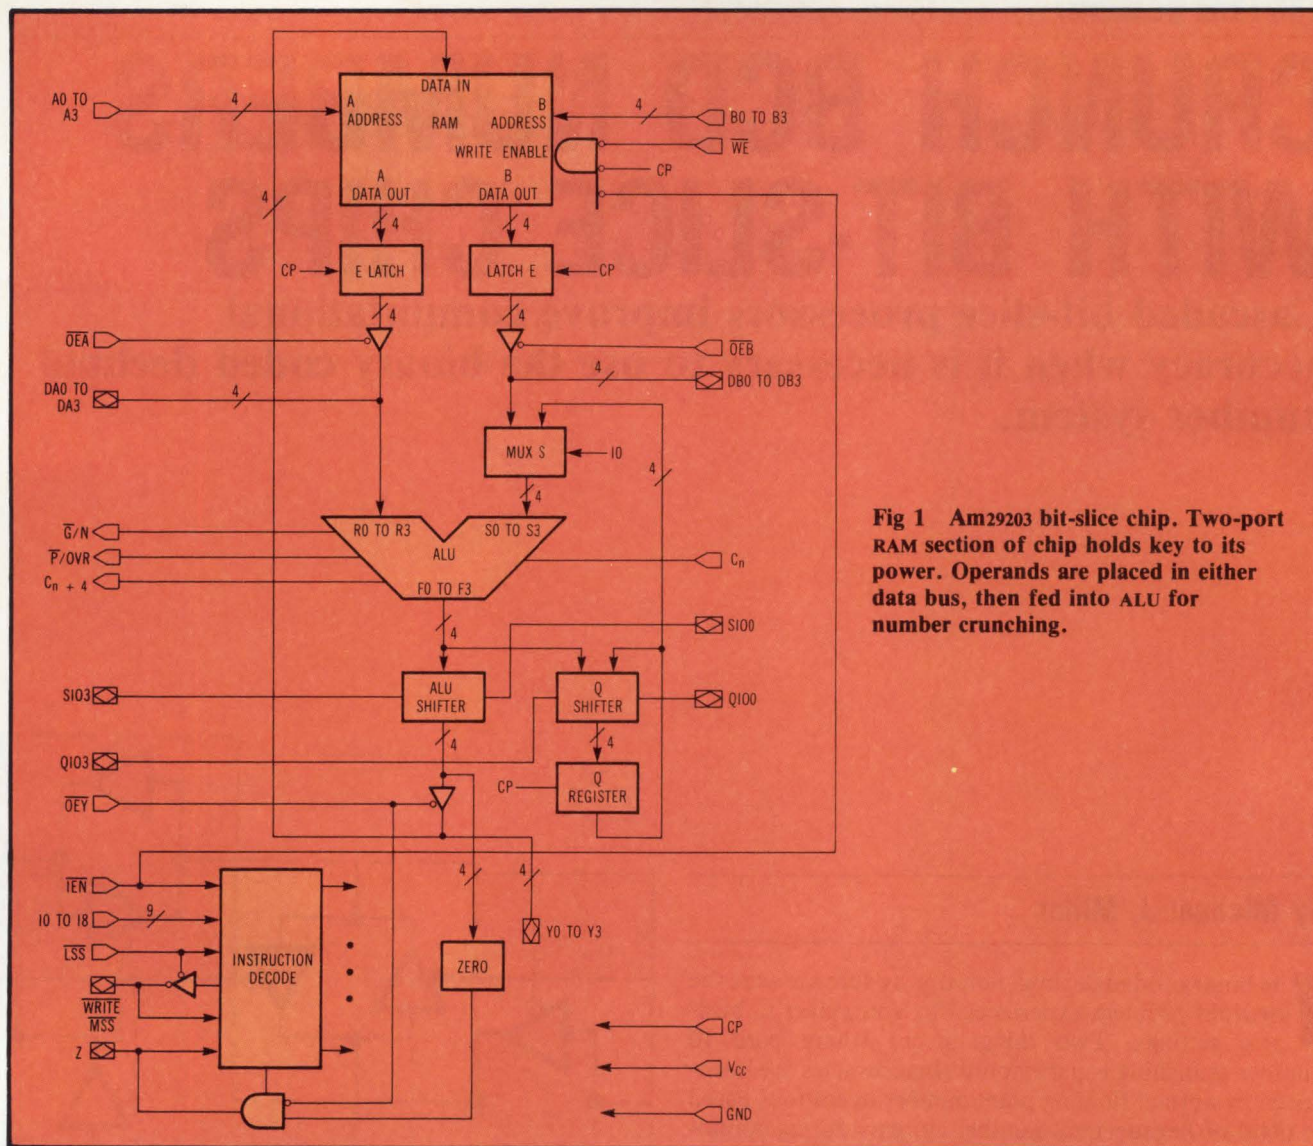 DATA IN
A0 TO
A3
4
A
ADDRESS
RAM
B
ADDRESS
4
B0 TO B3
WRITE ENABLE
WE
CP
4
A
DATA OUT
B
DATA OUT
4
4
CP
E LATCH
LATCH E
CP
4
4
OEA
OEB
DA0 TO
DA3
4
4
DB0 TO DB3
MUX S
I0
4
4
G/N
P/OVR
Cn + 4
R0 TO R3
S0 TO S3
ALU
F0 TO F3
Cn
Fig 1 Am29203 bit-slice chip. Two-port
RAM section of chip holds key to its
power. Operands are placed in either
data bus, then fed into ALU for
number crunching.
4
SIO0
SIO3
ALU
SHIFTER
Q
SHIFTER
QIO0
4
4
QIO3
CP
Q
REGISTER
OEY
4
4
IEN
I0 TO I8
9
LSS
WRITE
MSS
Z
INSTRUCTION
DECODE
Y0 TO Y3
ZERO
CP
VCC
GND